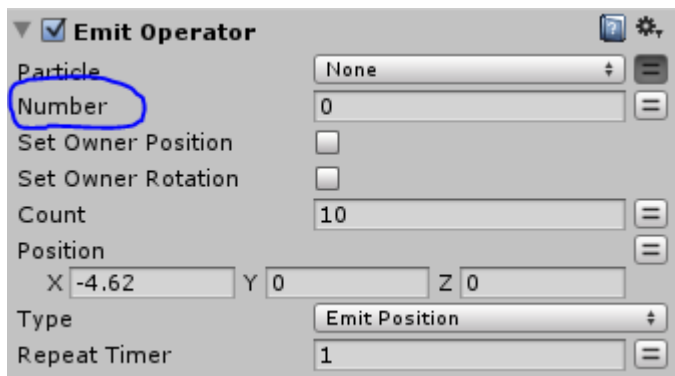 Emit Operator
Particle None
Number 0
Set Owner Position
Set Owner Rotation
Count 10
Position
X -4.62 Y 0 Z 0
Type Emit Position
Repeat Timer 1